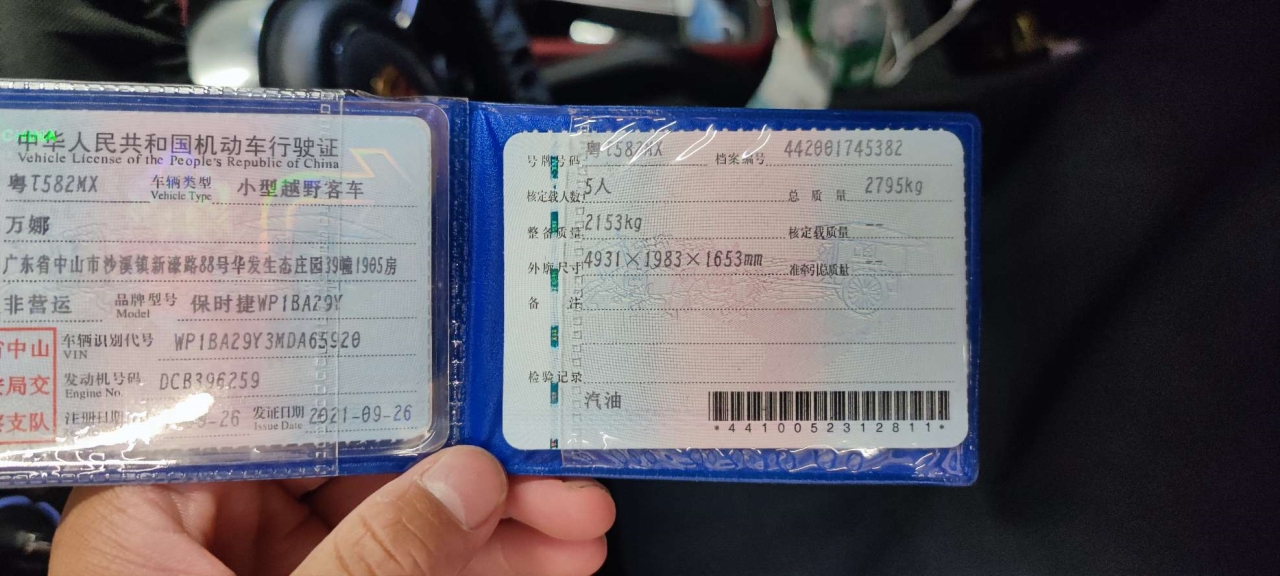 中华人民共和国机动车行驶证
Vehicle License of the People's Republic of China
粤T582MX 车辆类型 Vehicle Type 小型越野客车
万娜
广东省中山市沙溪镇新濠路88号华发生态庄园39幢1905房
非营运 品牌型号 Model 保时捷WP1BA29Y
车辆识别代号 VIN WP1BA29Y3MDA65920
发动机号码 Engine No. DCB396259
注册日期 9-26 发证日期 Issue Date 2021-09-26
中山
局交
支队
号牌号码 粤T582MX 档案编号 442001745382
核定载人数 5人 总质量 2795kg
整备质量 2153kg 核定载质量 --
外廓尺寸 4931×1983×1653mm 准牵引总质量 --
备注
检验记录
汽油
*4410052312811*